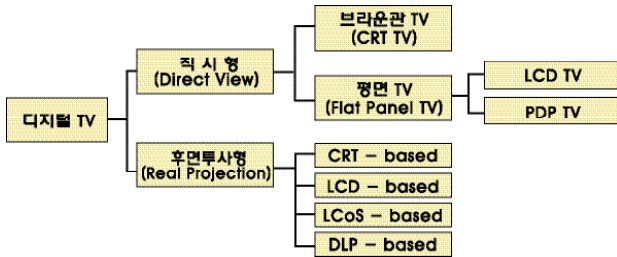 디지털 TV
직 시 형
(Direct View)
브라운관 TV
(CRT TV)
평면 TV
(Flat Panel TV)
LCD TV
PDP TV
후면투사형
(Real Projection)
CRT – based
LCD – based
LCoS – based
DLP – based